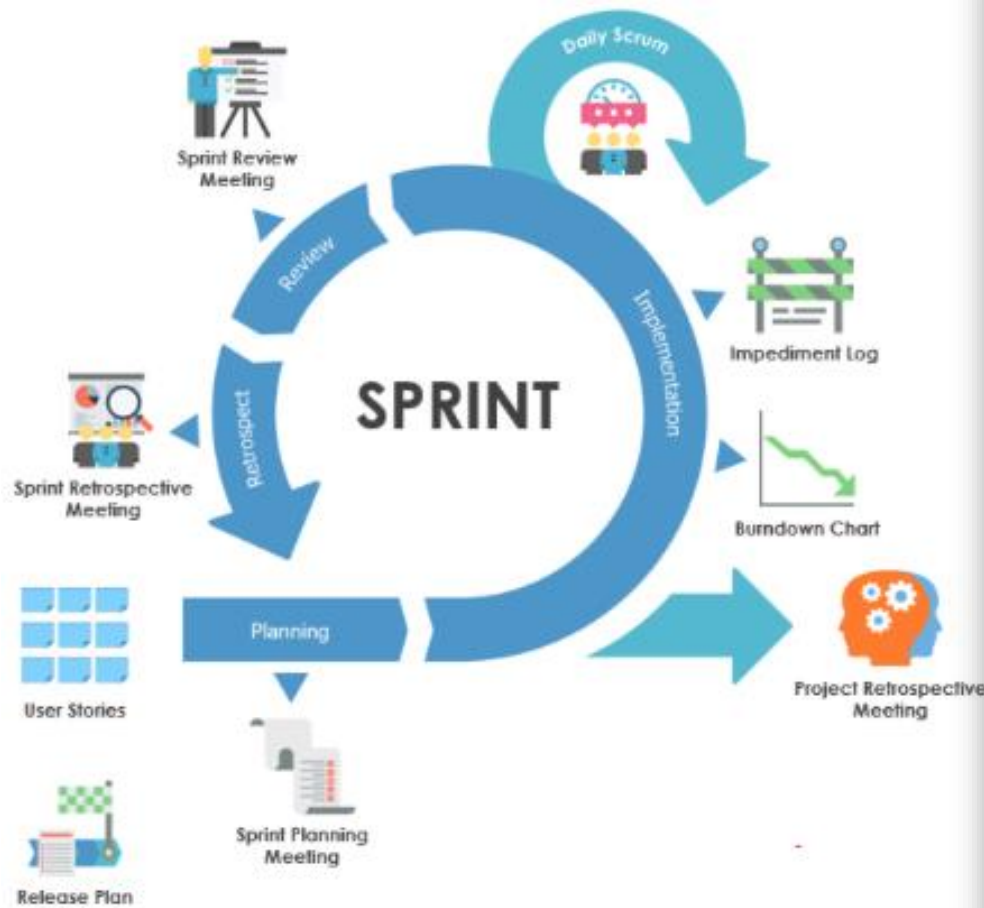 Daily Scrum
Sprint Review
Meeting
Review
Implementation
Impediment Log
SPRINT
Retrospect
Sprint Retrospective
Meeting
Burndown Chart
User Stories
Planning
Project Retrospective
Meeting
Sprint Planning
Meeting
Release Plan